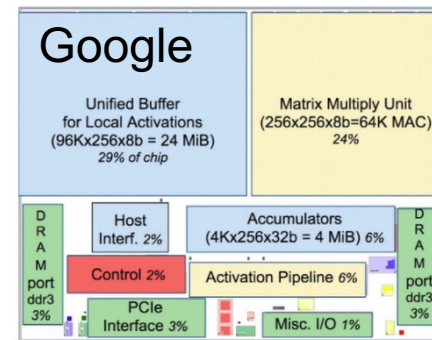 Google
Unified Buffer
for Local Activations
(96Kx256x8b = 24 MiB)
29% of chip
Matrix Multiply Unit
(256x256x8b=64K MAC)
24%
D
R
A
M
port
ddr3
3%
Host
Interf. 2%
Accumulators
(4Kx256x32b = 4 MiB) 6%
Control 2%
Activation Pipeline 6%
PCIe
Interface 3%
Misc. I/O 1%
D
R
A
M
port
ddr3
3%